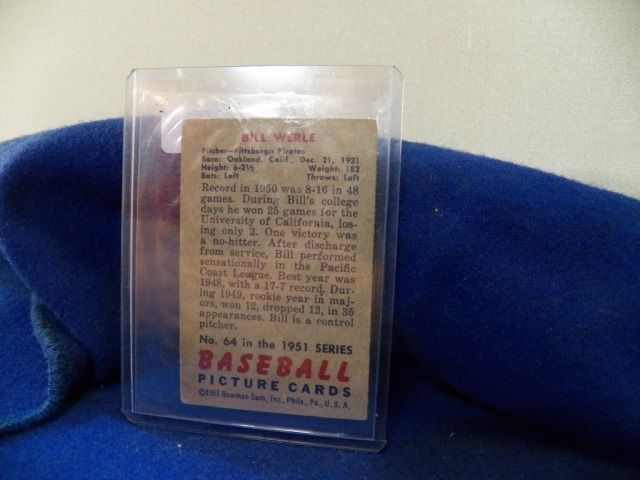 BILL WERLE
Pitcher—Pittsburgh Pirates
Born: Oakland, Calif., Dec. 21, 1921
Height: 6-2½ Weight: 182
Bats: Left Throws: Left
Record in 1950 was 8-16 in 48
games. During Bill's college
days he won 25 games for the
University of California, los-
ing only 2. One victory was
a no-hitter. After discharge
from service, Bill performed
sensationally in the Pacific
Coast League. Best year was
1948, with a 17-7 record. Dur-
ing 1949, rookie year in maj-
ors, won 12, dropped 13, in 35
appearances. Bill is a control
pitcher.
No. 64 in the 1951 SERIES
BASEBALL
PICTURE CARDS
©1951 Bowman Gum, Inc., Phila., Pa., U. S. A.